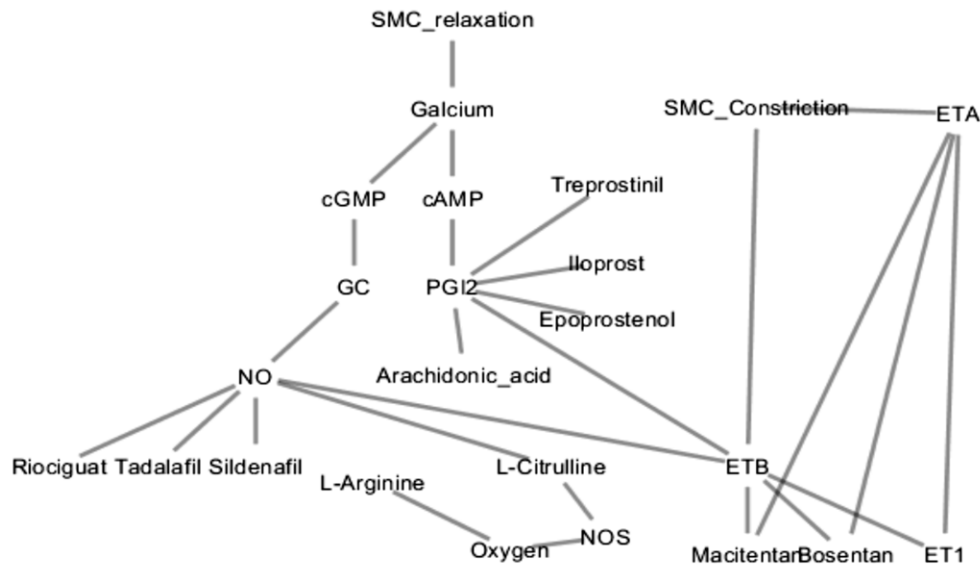 SMC_relaxation
Galcium
SMC_Constriction
ETA
cGMP
cAMP
Treprostinil
Iloprost
GC
PGI2
Epoprostenol
NO
Arachidonic_acid
Riociguat
Tadalafil
Sildenafil
L-Arginine
L-Citrulline
ETB
Oxygen
NOS
Macitentan
Bosentan
ET1